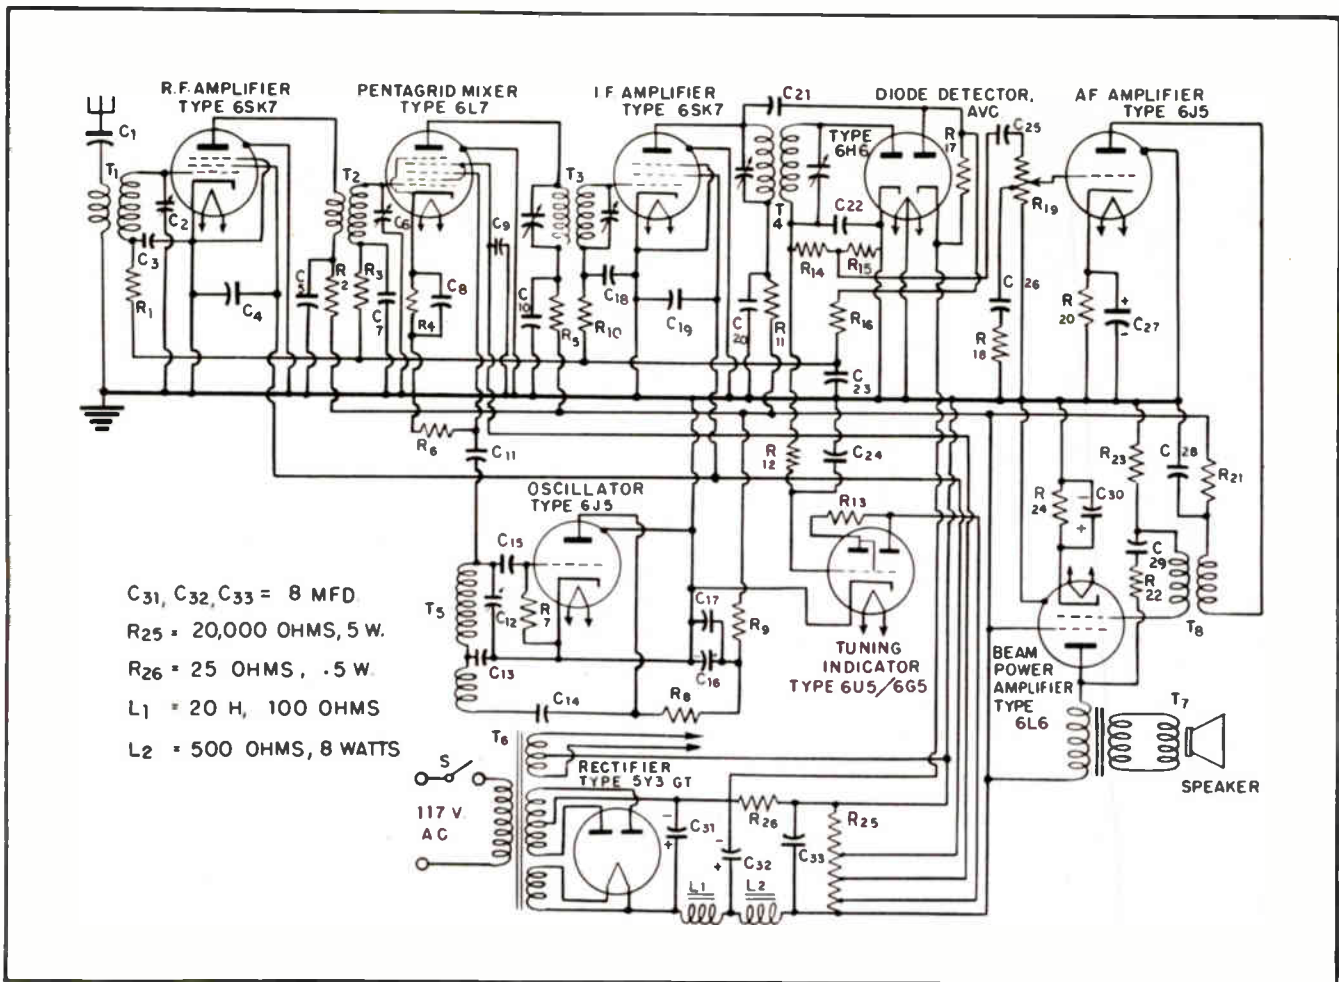 R.F. AMPLIFIER
TYPE 6SK7
PENTAGRID MIXER
TYPE 6L7
I F AMPLIFIER
TYPE 6SK7
C21
DIODE DETECTOR,
AVC
TYPE
6H6
AF AMPLIFIER
TYPE 6J5
C1
T1
C2
C3
R1
C4
T2
C5
R2
R3
C7
C6
C9
C8
R4
T3
C10
R5
R10
C18
C19
T4
C22
R14
R15
C20
R11
R16
R17
C25
R19
C26
R18
R20
+
C27
-
C23
R6
C11
R12
C24
R13
OSCILLATOR
TYPE 6J5
C15
T5
C12
R7
C13
C14
C17
C16
R9
R8
TUNING
INDICATOR
TYPE 6U5/6G5
R23
C28
R21
R24
-
C30
+
C29
R22
T8
BEAM
POWER
AMPLIFIER
TYPE
6L6
T7
SPEAKER
C31, C32, C33 = 8 MFD.
R25 = 20,000 OHMS, 5 W.
R26 = 25 OHMS, .5 W.
L1 = 20 H, 100 OHMS
L2 = 500 OHMS, 8 WATTS
S
117 V.
AC
T6
RECTIFIER
TYPE 5Y3 GT
-
C31
+
-
C32
+
R26
C33
R25
L1
L2